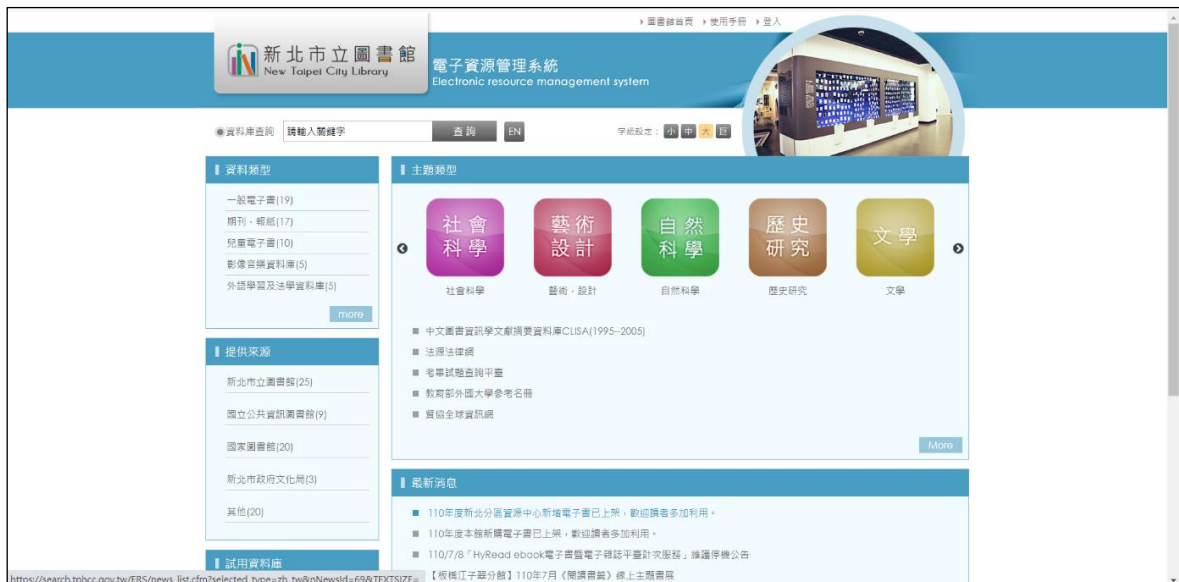 圖書館首頁 使用手冊 登入
新北市立圖書館
New Taipei City Library
電子資源管理系統
Electronic resource management system
資料庫查詢 請輸入關鍵字 查詢 EN 字級設定： 小 中 大 巨
資料類型
一般電子書(19)
期刊、報紙(17)
兒童電子書(10)
影像音樂資料庫(5)
外語學習及法學資料庫(5)
more
提供來源
新北市立圖書館(25)
國立公共資訊圖書館(9)
國家圖書館(20)
新北市政府文化局(3)
其他(20)
試用資料庫
主題類型
社會科學 藝術設計 自然科學 歷史研究 文學
社會科學 藝術、設計 自然科學 歷史研究 文學
中文圖書資訊學文獻摘要資料庫CLISA(1995--2005)
法源法律網
考畢試題查詢平臺
教育部外國大學參考名冊
貿協全球資訊網
More
最新消息
110年度新北分區資源中心新增電子書已上架，歡迎讀者多加利用。
110年度本館新購電子書已上架，歡迎讀者多加利用。
110/7/8「HyRead ebook電子書暨電子雜誌平臺計次服務」維護停機公告
【板橋江子翠分館】110年7月《閱讀書籤》線上主題書展
https://search.tphcc.gov.tw/ERS/news_list.cfm?selected_type=zh_tw&nNewsId=69&TEXTSIZE=